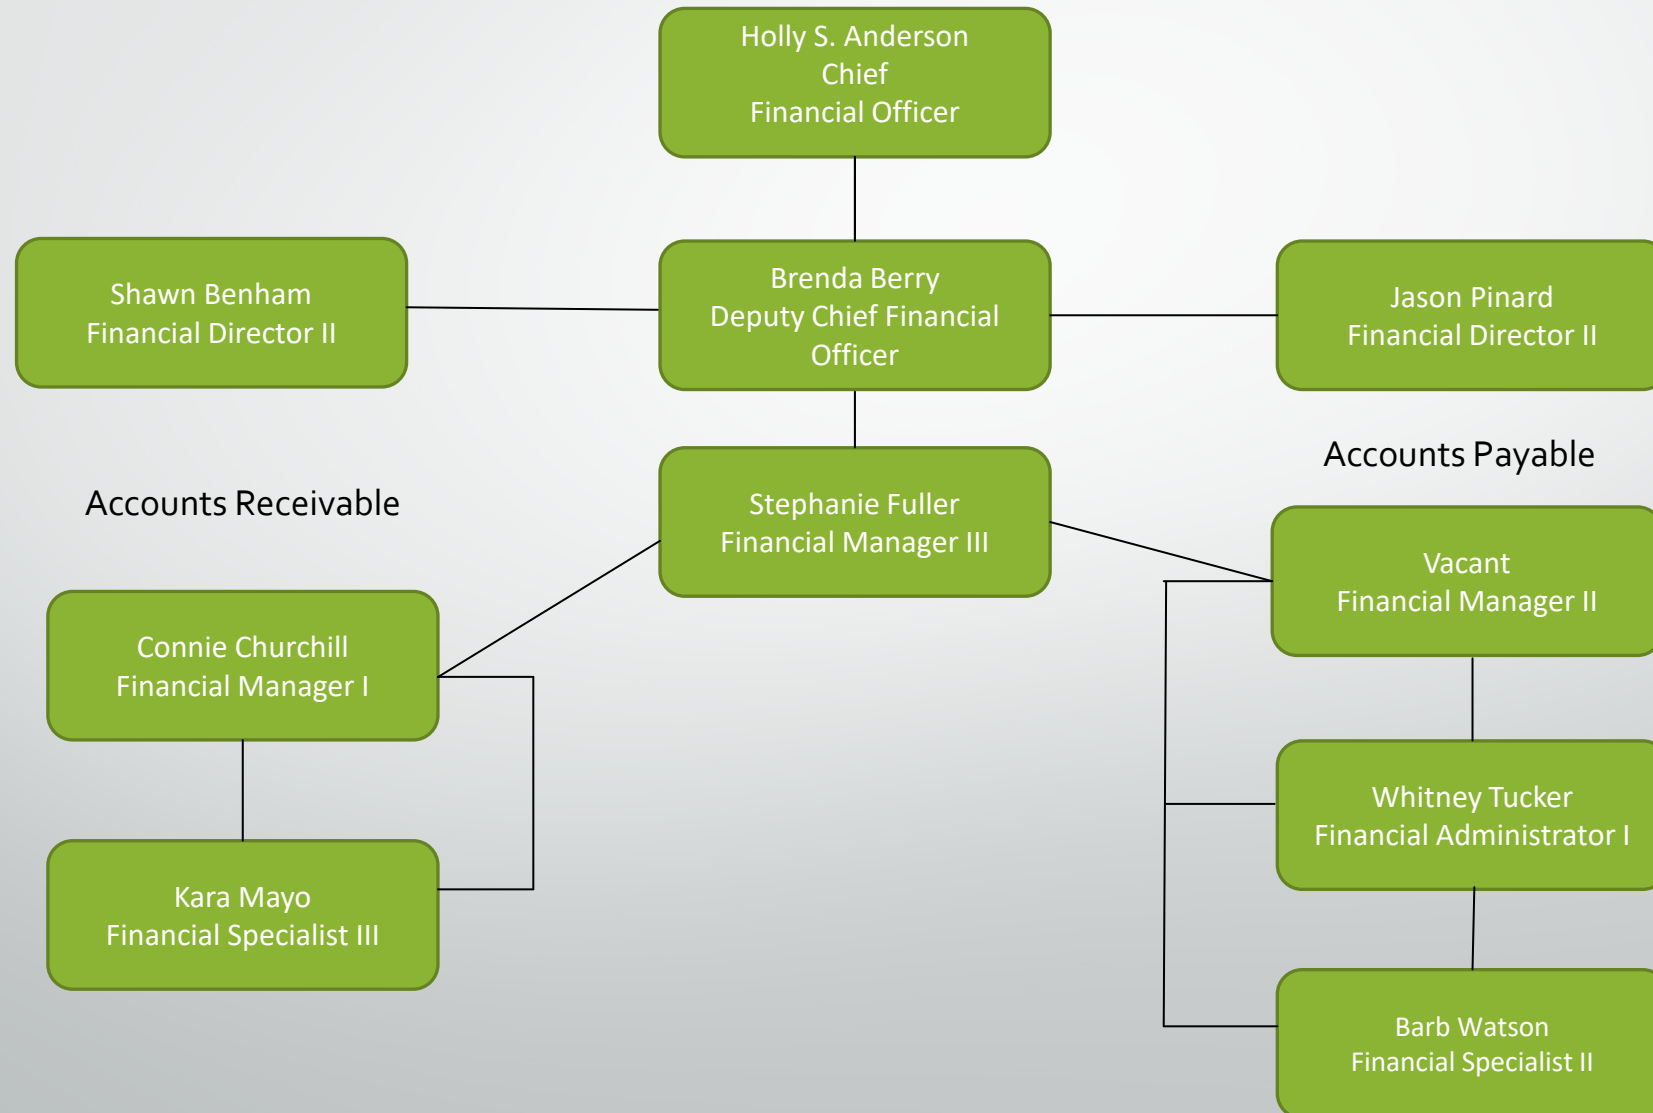 Holly S. Anderson
Chief
Financial Officer
Shawn Benham
Financial Director II
Brenda Berry
Deputy Chief Financial
Officer
Jason Pinard
Financial Director II
Accounts Receivable
Stephanie Fuller
Financial Manager III
Accounts Payable
Connie Churchill
Financial Manager I
Vacant
Financial Manager II
Kara Mayo
Financial Specialist III
Whitney Tucker
Financial Administrator I
Barb Watson
Financial Specialist II